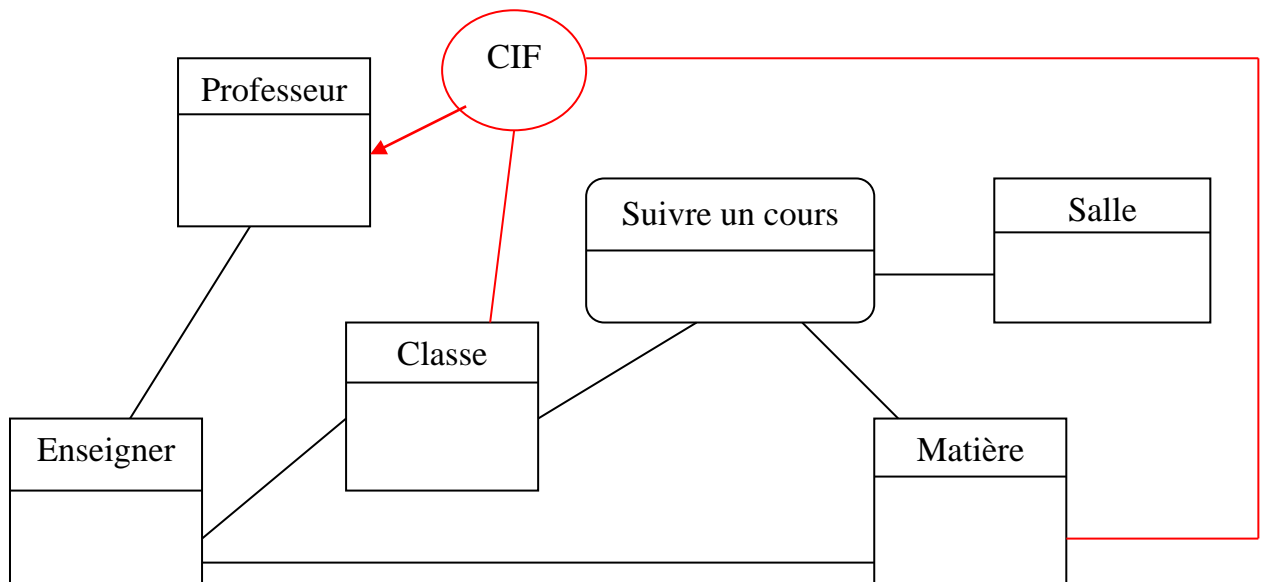 CIF
Professeur
Suivre un cours
Salle
Classe
Enseigner
Matière